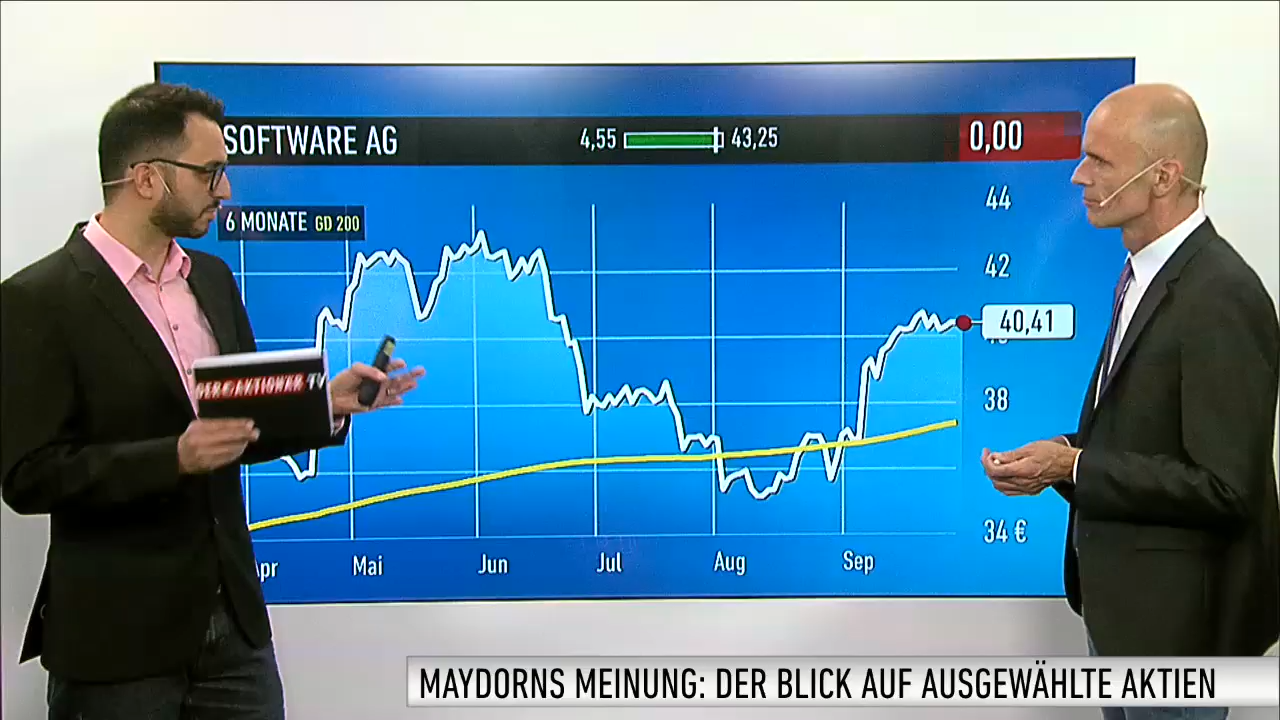 SOFTWARE AG
4,55 43,25
0,00
6 MONATE GD 200
44
42
40,41
38
34 €
Mai Jun Jul Aug Sep
DER AKTIONÄR TV
MAYDORNS MEINUNG: DER BLICK AUF AUSGEWÄHLTE AKTIEN